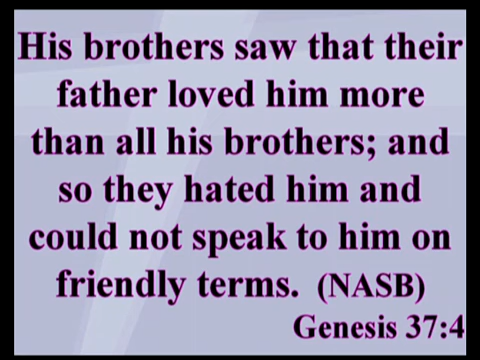 His brothers saw that their
father loved him more
than all his brothers; and
so they hated him and
could not speak to him on
friendly terms. (NASB)
Genesis 37:4